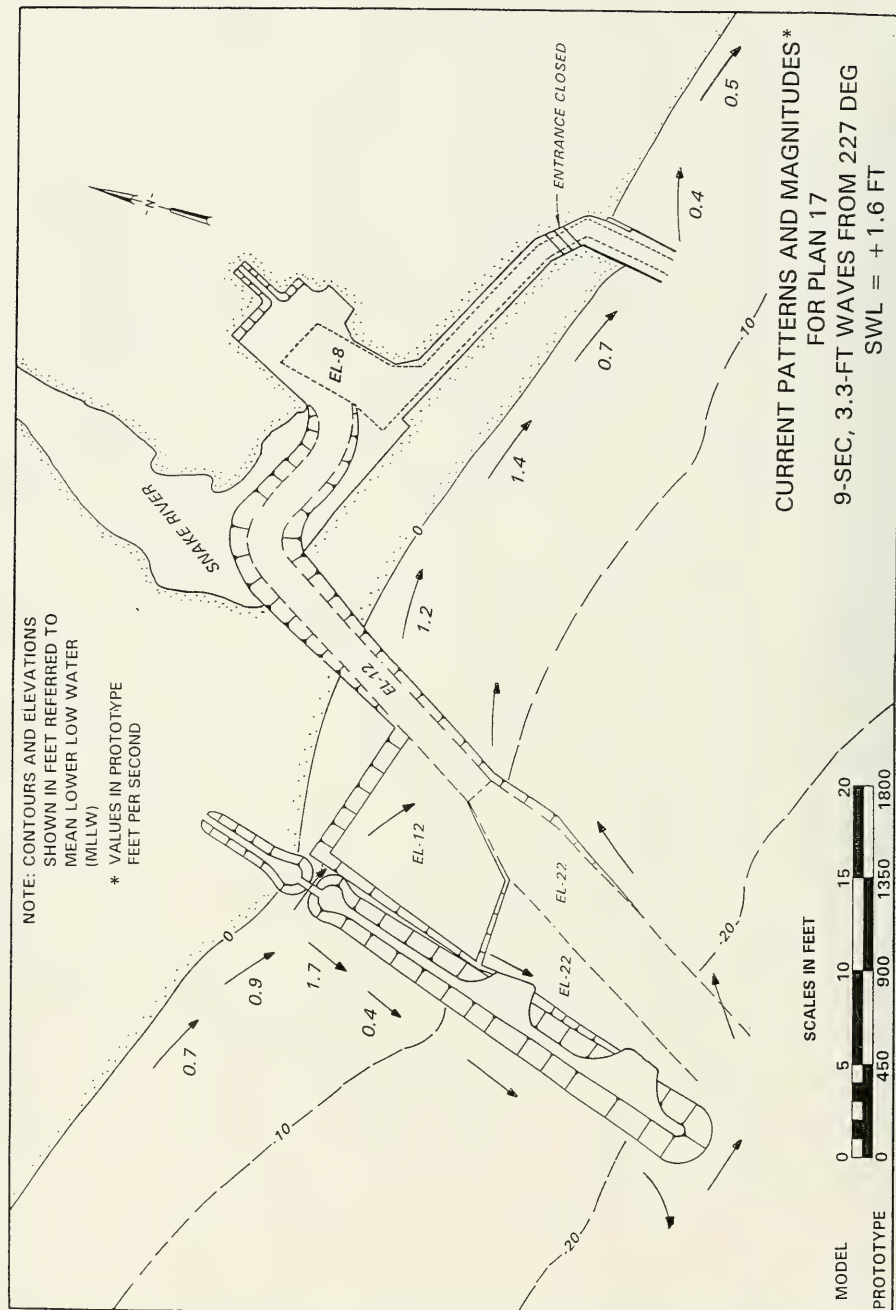 NOTE: CONTOURS AND ELEVATIONS
SHOWN IN FEET REFERRED TO
MEAN LOWER LOW WATER
(MLLW)
* VALUES IN PROTOTYPE
FEET PER SECOND
-N-
SNAKE RIVER
EL-8
ENTRANCE CLOSED
0
0
EL-12
EL-12
EL-22
EL-22
0.7
0.9
1.7
0.4
1.2
1.4
0.7
0.4
0.5
-10
-10
-20
-20
SCALES IN FEET
MODEL 0 5 10 15 20
PROTOTYPE 0 450 900 1350 1800
CURRENT PATTERNS AND MAGNITUDES*
FOR PLAN 17
9-SEC, 3.3-FT WAVES FROM 227 DEG
SWL = +1.6 FT